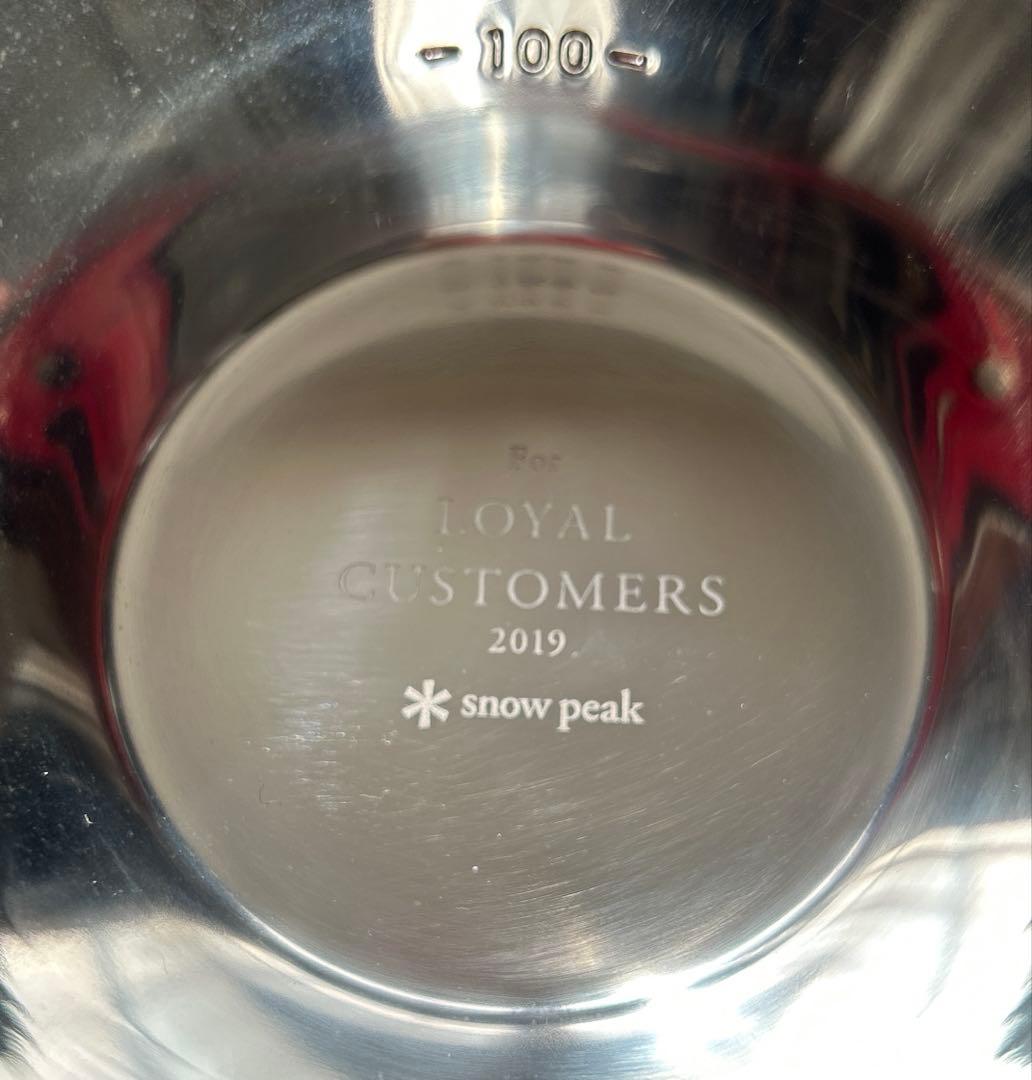 - 100 -
For
LOYAL
CUSTOMERS
2019.
snow peak